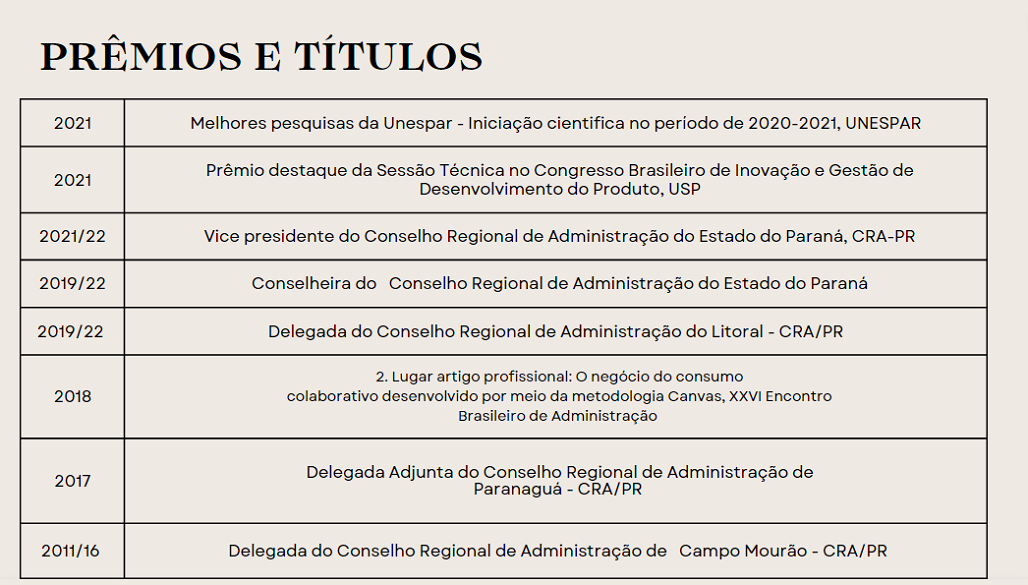 PRÊMIOS E TÍTULOS
2021
Melhores pesquisas da Unespar - Iniciação cientifica no período de 2020-2021, UNESPAR
2021
Prêmio destaque da Sessão Técnica no Congresso Brasileiro de Inovação e Gestão de
Desenvolvimento do Produto, USP
2021/22
Vice presidente do Conselho Regional de Administração do Estado do Paraná, CRA-PR
2019/22
Conselheira do Conselho Regional de Administração do Estado do Paraná
2019/22
Delegada do Conselho Regional de Administração do Litoral - CRA/PR
2018
2. Lugar artigo profissional: O negócio do consumo
colaborativo desenvolvido por meio da metodologia Canvas, XXVI Encontro
Brasileiro de Administração
2017
Delegada Adjunta do Conselho Regional de Administração de
Paranaguá - CRA/PR
2011/16
Delegada do Conselho Regional de Administração de Campo Mourão - CRA/PR